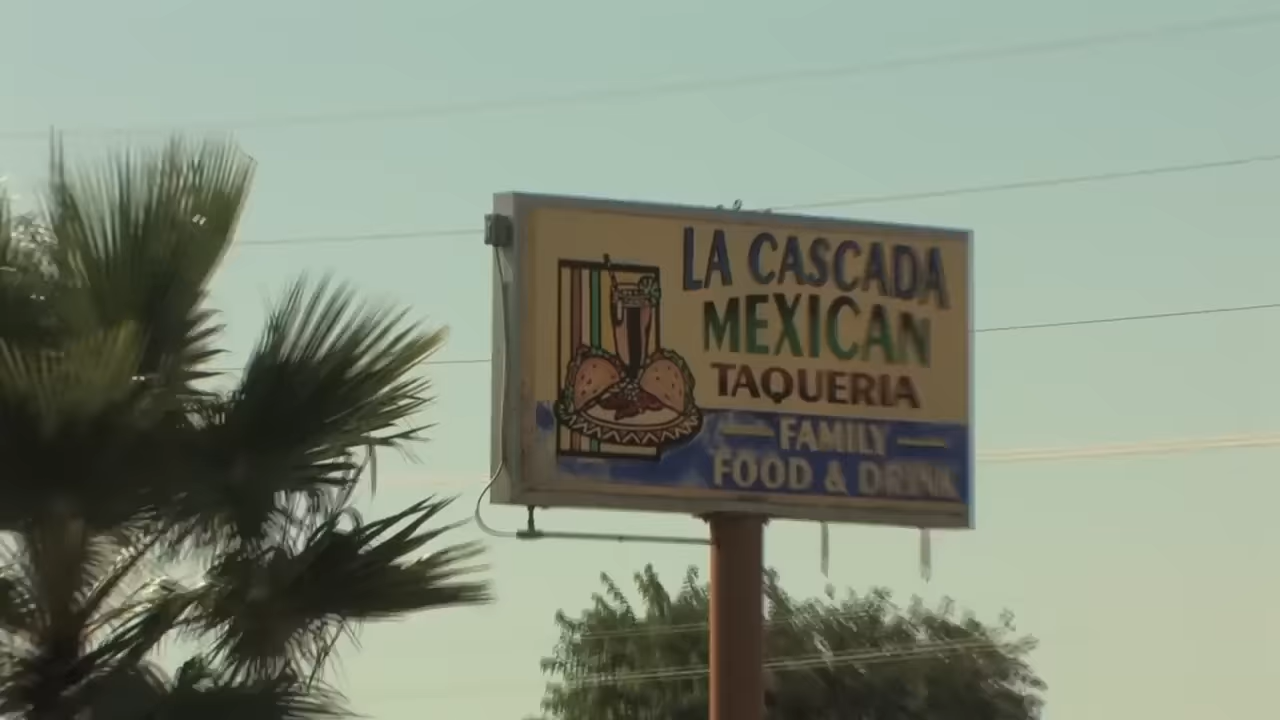 LA CASCADA
MEXICAN
TAQUERIA
FAMILY
FOOD & DRINK